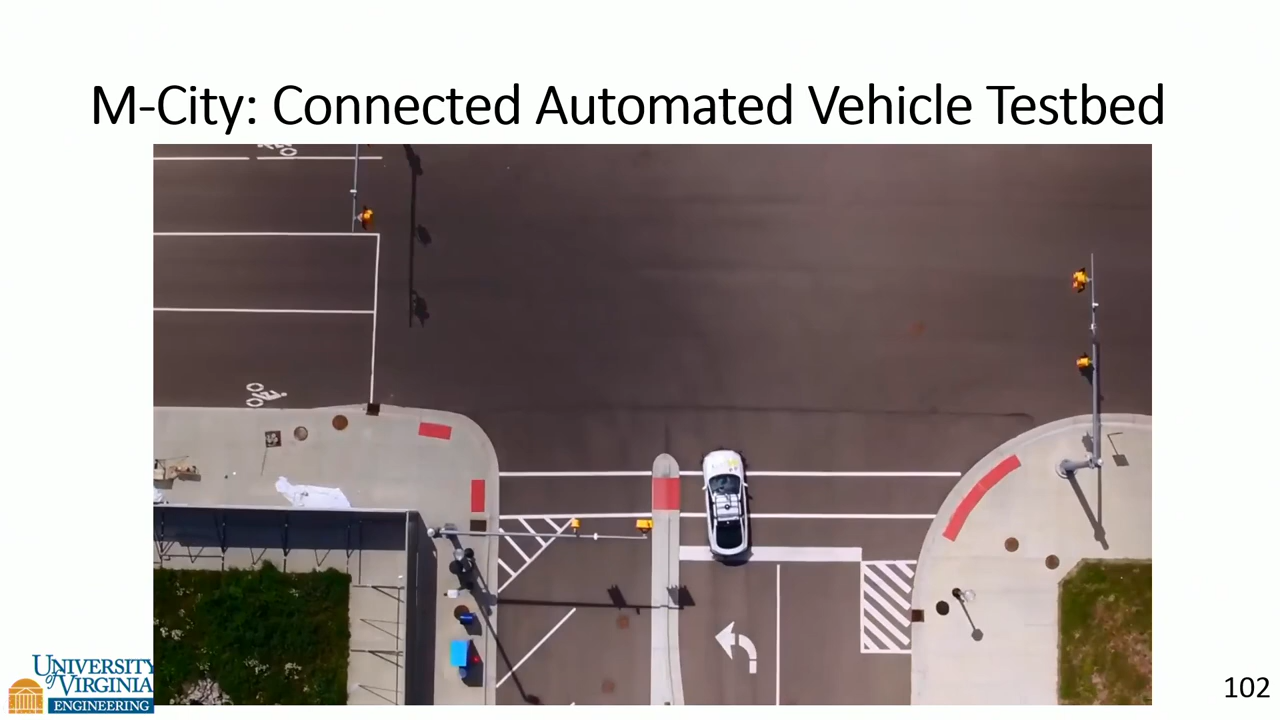 M-City: Connected Automated Vehicle Testbed
UNIVERSITY
of VIRGINIA
ENGINEERING
102